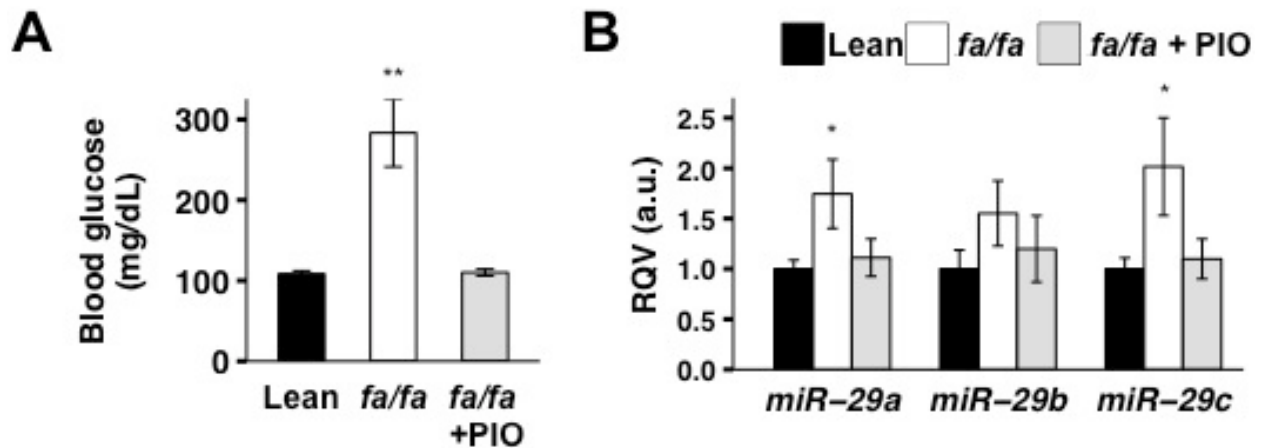 A
Blood glucose
(mg/dL)
**
300
200
100
0
Lean fa/fa fa/fa
+PIO
B
Lean fa/fa fa/fa + PIO
RQV (a.u.)
* *
2.5
2.0
1.5
1.0
0.5
0.0
miR−29a miR−29b miR−29c